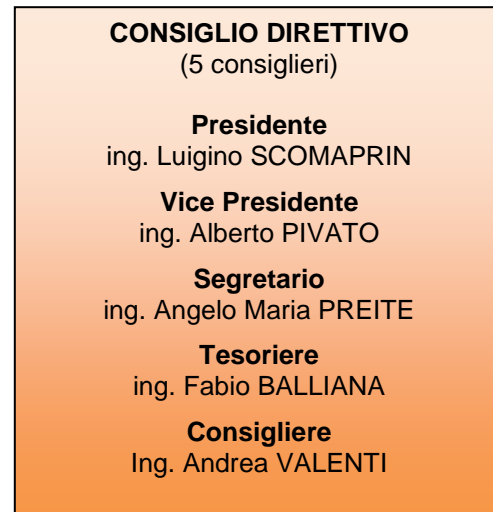 CONSIGLIO DIRETTIVO
(5 consiglieri)
Presidente
ing. Luigino SCOMAPRIN
Vice Presidente
ing. Alberto PIVATO
Segretario
ing. Angelo Maria PREITE
Tesoriere
ing. Fabio BALLIANA
Consigliere
Ing. Andrea VALENTI